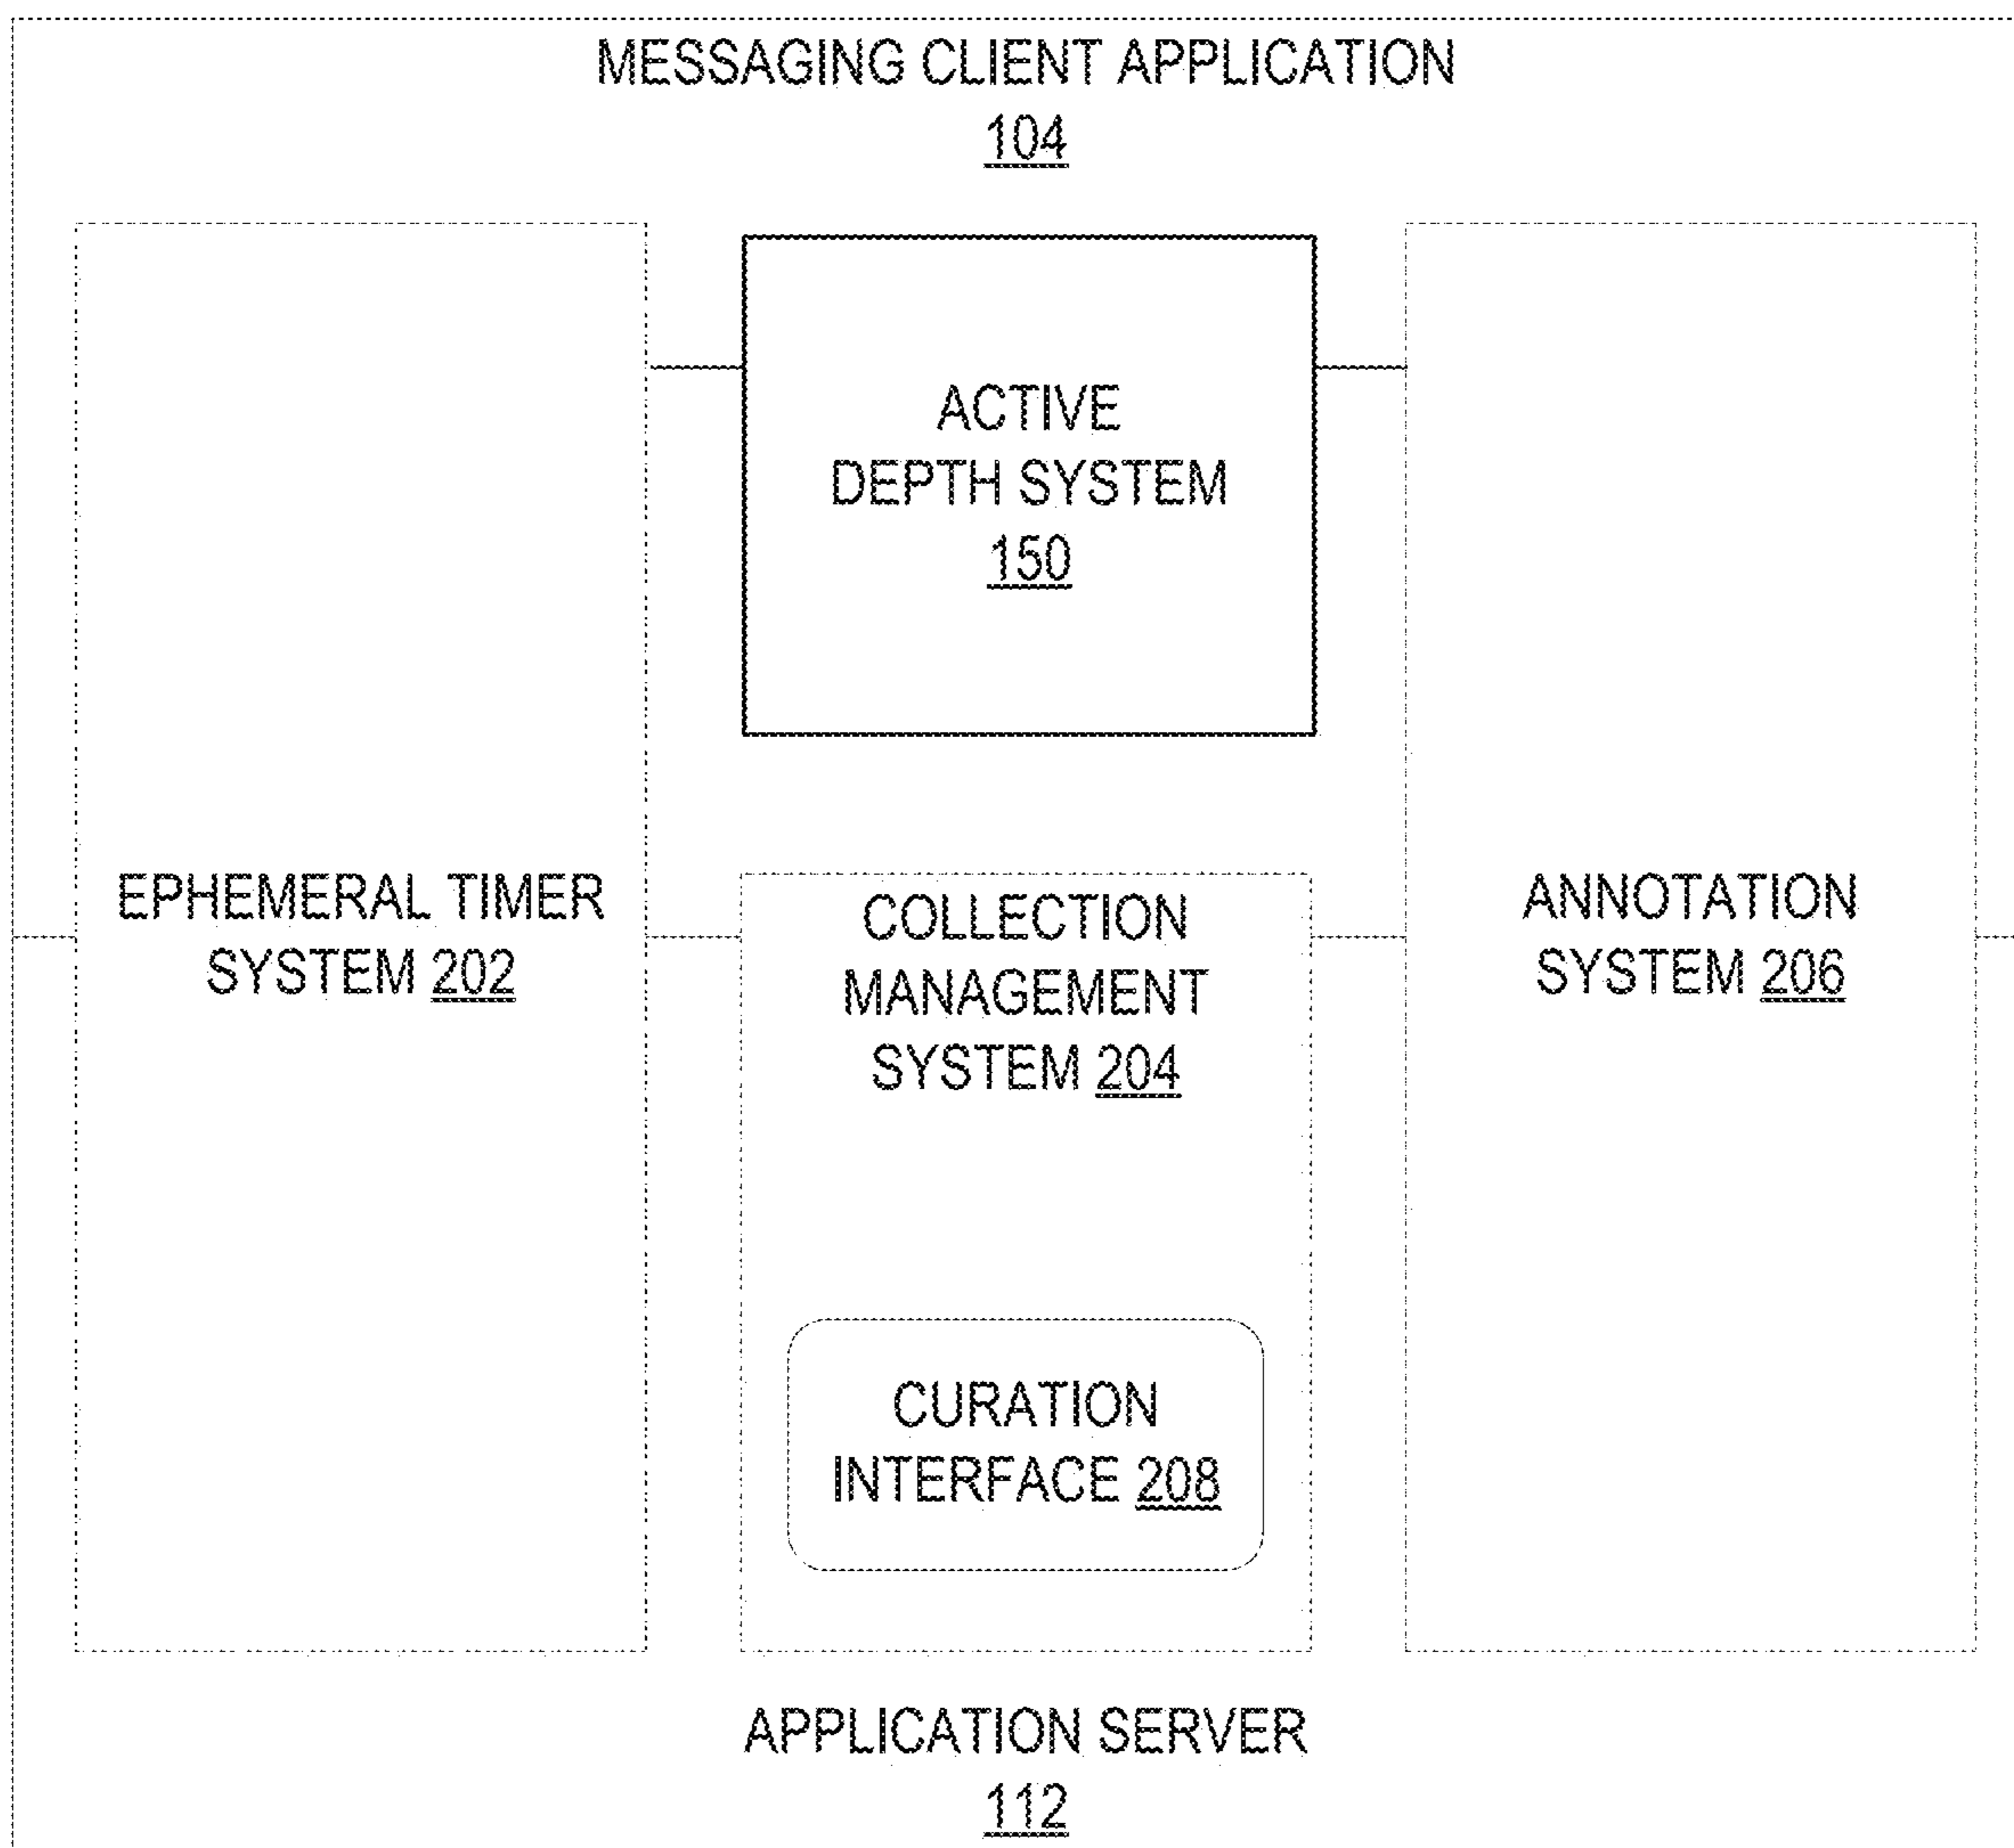 MESSAGING CLIENT APPLICATION
104
ACTIVE
DEPTH SYSTEM
150
EPHEMERAL TIMER
SYSTEM 202
COLLECTION
MANAGEMENT
SYSTEM 204
ANNOTATION
SYSTEM 206
CURATION
INTERFACE 208
APPLICATION SERVER
112